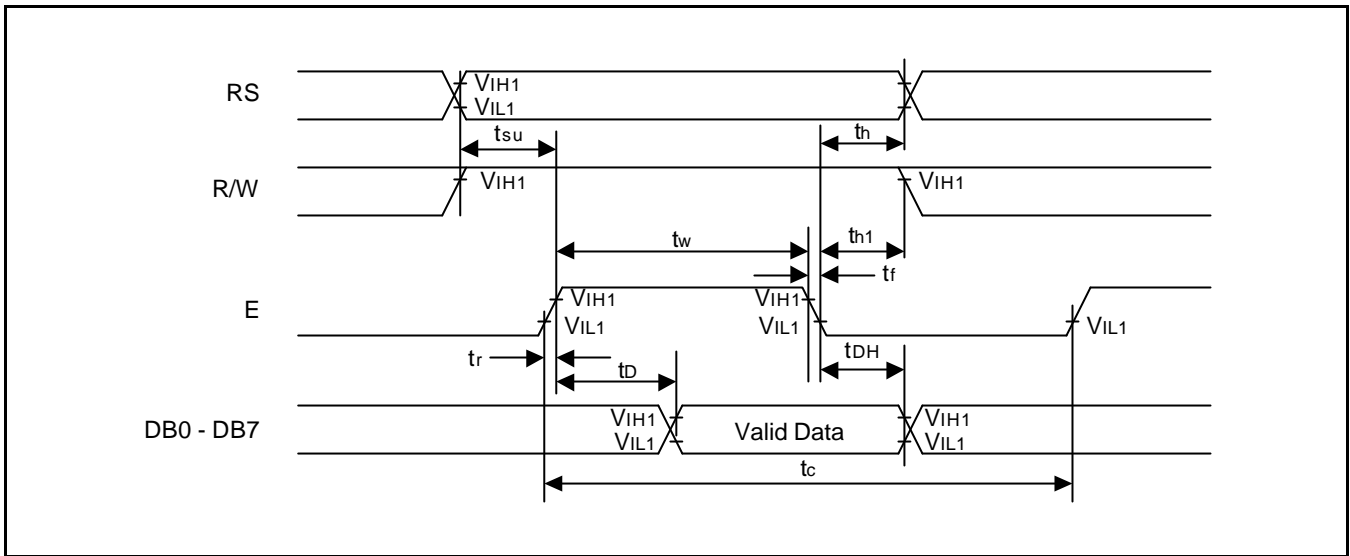 RS
VIH1
VIL1
tsu
th
R/W
VIH1
VIH1
tw
th1
tf
E
VIH1
VIH1
VIL1
VIL1
VIL1
tr
tD
tDH
DB0 - DB7
VIH1
VIL1
Valid Data
VIH1
VIL1
tc